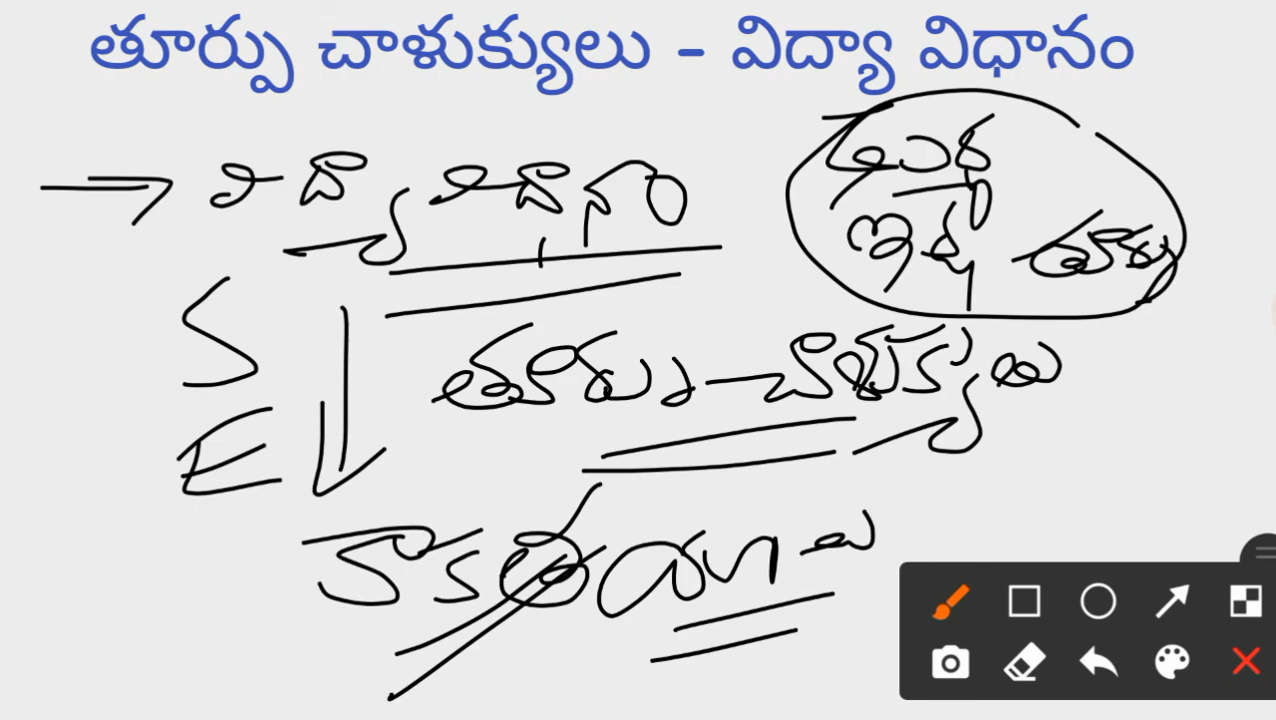 తూర్పు చాళుక్యులు - విద్యా విధానం
విద్యా విధానం
S
E
తూర్పు చాళుక్యులు
కాకతీయులు